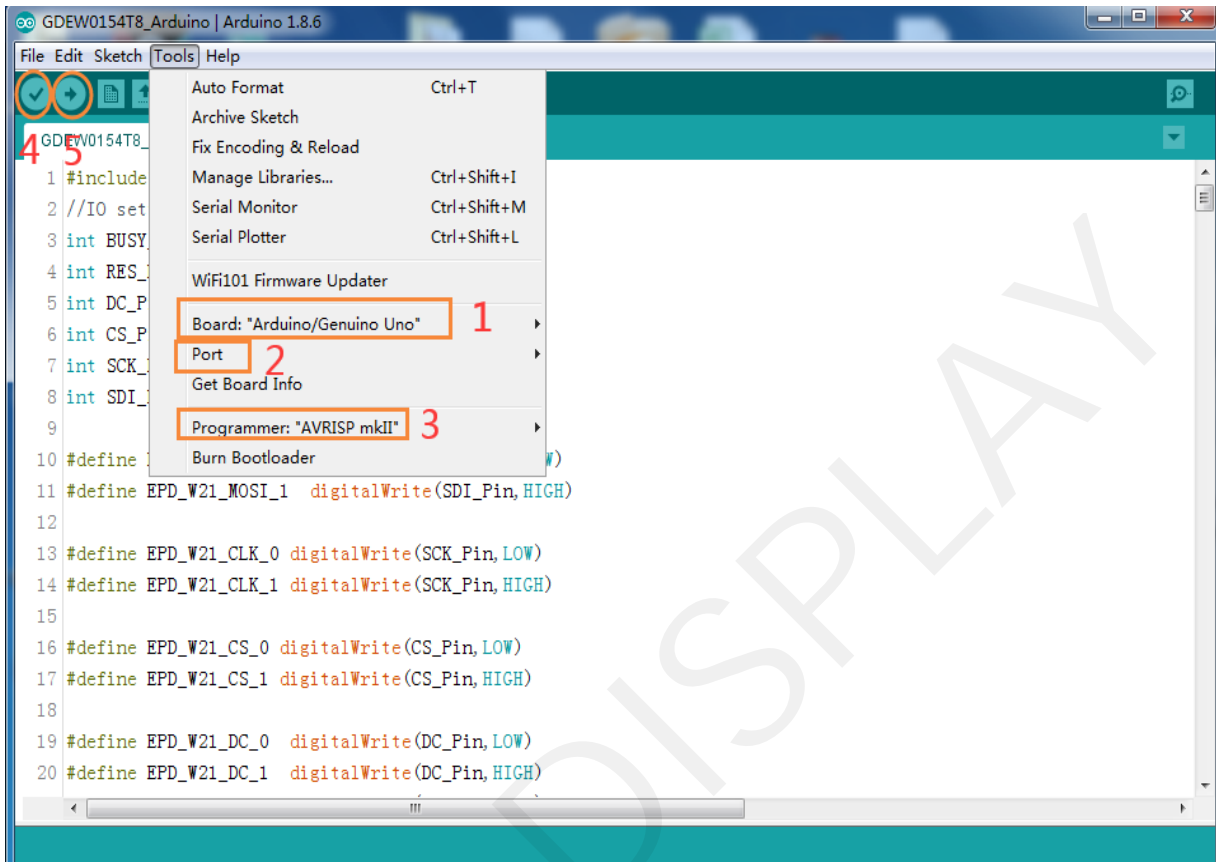 GDEW0154T8_Arduino | Arduino 1.8.6
File Edit Sketch Tools Help
Auto Format Ctrl+T
Archive Sketch
Fix Encoding & Reload
Manage Libraries... Ctrl+Shift+I
Serial Monitor Ctrl+Shift+M
Serial Plotter Ctrl+Shift+L
WiFi101 Firmware Updater
Board: "Arduino/Genuino Uno" 1
Port 2
Get Board Info
Programmer: "AVRISP mkII" 3
Burn Bootloader
4 5
GDEW0154T8_
1 #include
2 //IO set
3 int BUSY_
4 int RES_
5 int DC_P
6 int CS_P
7 int SCK_
8 int SDI_
9
10 #define W)
11 #define EPD_W21_MOSI_1 digitalWrite(SDI_Pin,HIGH)
12
13 #define EPD_W21_CLK_0 digitalWrite(SCK_Pin,LOW)
14 #define EPD_W21_CLK_1 digitalWrite(SCK_Pin,HIGH)
15
16 #define EPD_W21_CS_0 digitalWrite(CS_Pin,LOW)
17 #define EPD_W21_CS_1 digitalWrite(CS_Pin,HIGH)
18
19 #define EPD_W21_DC_0 digitalWrite(DC_Pin,LOW)
20 #define EPD_W21_DC_1 digitalWrite(DC_Pin,HIGH)
DISPLAY